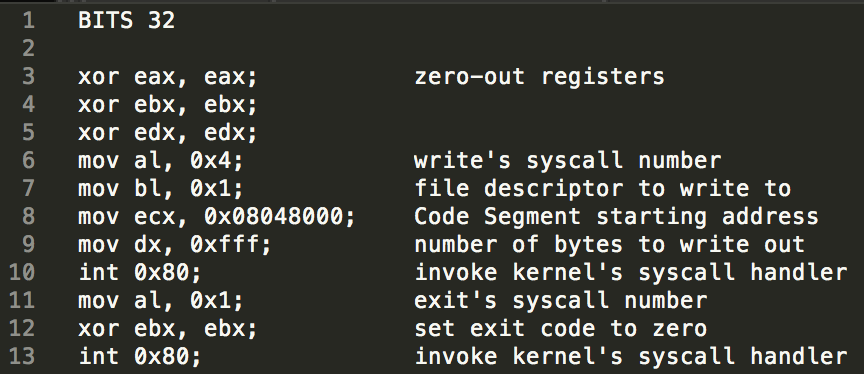 1 BITS 32
2
3 xor eax, eax; zero-out registers
4 xor ebx, ebx;
5 xor edx, edx;
6 mov al, 0x4; write's syscall number
7 mov bl, 0x1; file descriptor to write to
8 mov ecx, 0x08048000; Code Segment starting address
9 mov dx, 0xfff; number of bytes to write out
10 int 0x80; invoke kernel's syscall handler
11 mov al, 0x1; exit's syscall number
12 xor ebx, ebx; set exit code to zero
13 int 0x80; invoke kernel's syscall handler